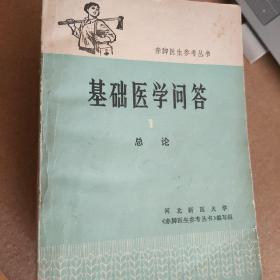 赤脚医生参考丛书
基础医学问答
1
总论
河北新医大学
《赤脚医生参考丛书》编写组